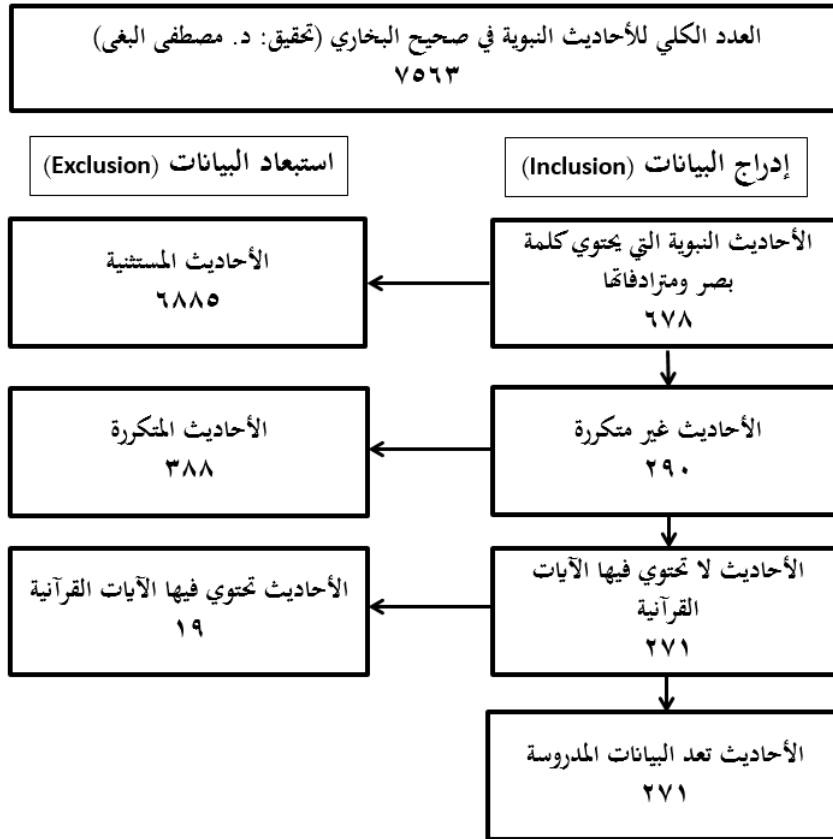 العدد الكلي للأحاديث النبوية في صحيح البخاري (تحقيق: د. مصطفى البغى)
٧٥٦٣
إدراج البيانات (Inclusion)
استبعاد البيانات (Exclusion)
الأحاديث النبوية التي يحتوي كلمة
بصر ومترادفاتها
٦٧٨
الأحاديث المستثنية
٦٨٨٥
الأحاديث غير متكررة
٢٩٠
الأحاديث المتكررة
٣٨٨
الأحاديث لا تحتوي فيها الآيات
القرآنية
٢٧١
الأحاديث تحتوي فيها الآيات القرآنية
١٩
الأحاديث تعد البيانات المدروسة
٢٧١